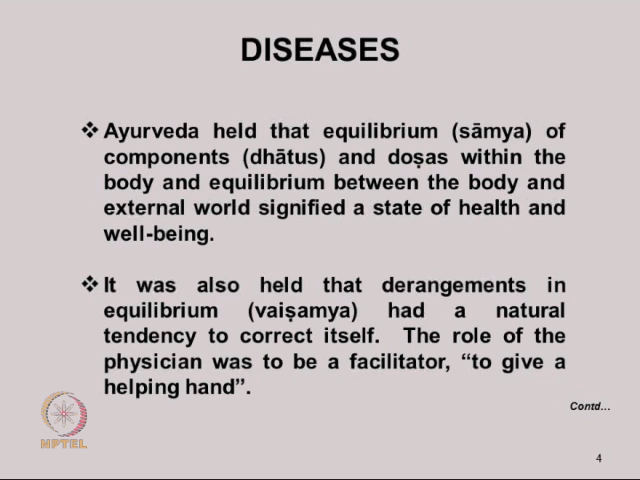 DISEASES
❖ Ayurveda held that equilibrium (sāmya) of
components (dhātus) and doṣas within the
body and equilibrium between the body and
external world signified a state of health and
well-being.
❖ It was also held that derangements in
equilibrium (vaiṣamya) had a natural
tendency to correct itself. The role of the
physician was to be a facilitator, “to give a
helping hand”.
Contd…
NPTEL
4